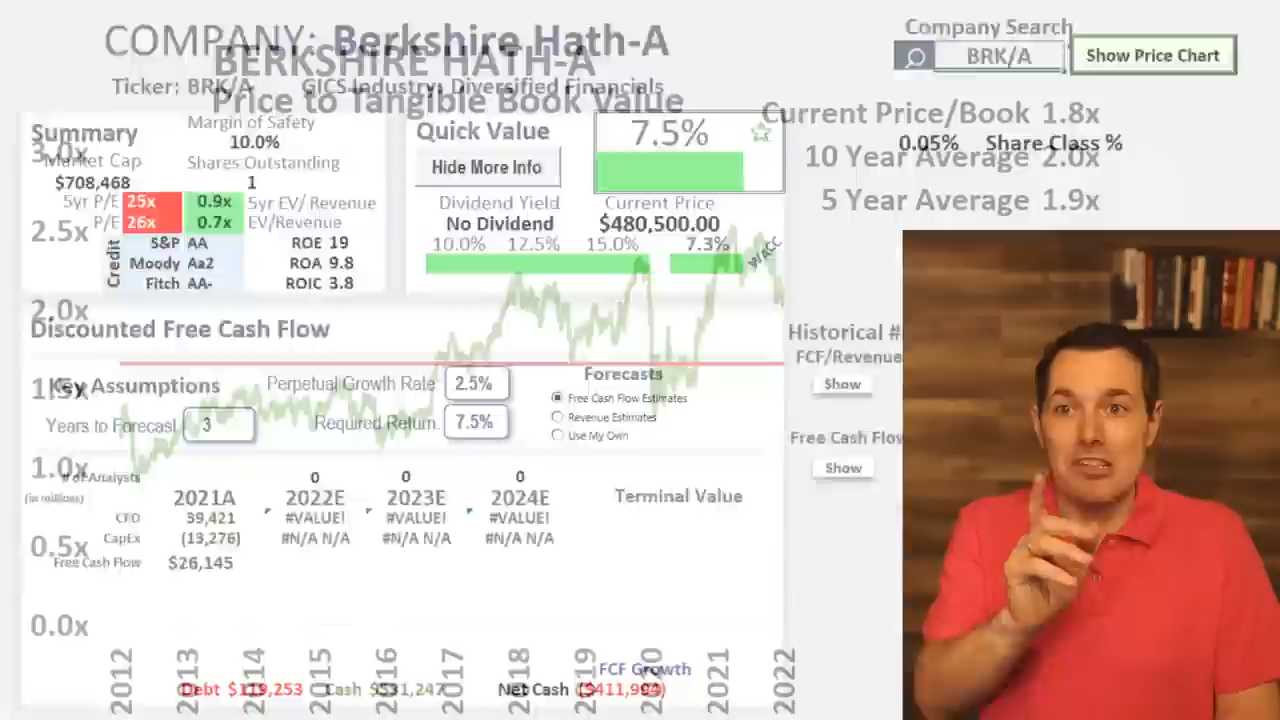 COMPANY: Berkshire Hath-A
BERKSHIRE HATH-A
Ticker: BRK/A GICS Industry: Diversified Financials
Price to Tangible Book Value
Company Search
BRK/A
Show Price Chart
Current Price/Book 1.8x
0.05% Share Class %
10 Year Average 2.0x
5 Year Average 1.9x
Summary
Margin of Safety
10.0%
Market Cap Shares Outstanding
$708,468 1
5yr P/E 25x 0.9x 5yr EV/ Revenue
P/E 26x 0.7x EV/Revenue
Credit
S&P AA ROE 19
Moody Aa2 ROA 9.8
Fitch AA- ROIC 3.8
Quick Value
7.5%
Hide More Info
Dividend Yield Current Price
No Dividend $480,500.00
10.0% 12.5% 15.0% 7.3% WACC
3.0x
2.5x
2.0x
1.5x
1.0x
0.5x
0.0x
Discounted Free Cash Flow
Historical #
FCF/Revenue
Show
Free Cash Flow
Show
Key Assumptions Perpetual Growth Rate 2.5%
Years to Forecast 3 Required Return 7.5%
Forecasts
Free Cash Flow Estimates
Revenue Estimates
Use My Own
# of Analysts 0 0 0
(in millions) 2021A 2022E 2023E 2024E Terminal Value
CFO 39,421 #VALUE! #VALUE! #VALUE!
CapEx (13,276) #N/A N/A #N/A N/A #N/A N/A
Free Cash Flow $26,145
FCF Growth
Debt $119,253 Cash $531,247 Net Cash
2012 2013 2014 2015 2016 2017 2018 2019 2020 2021 2022